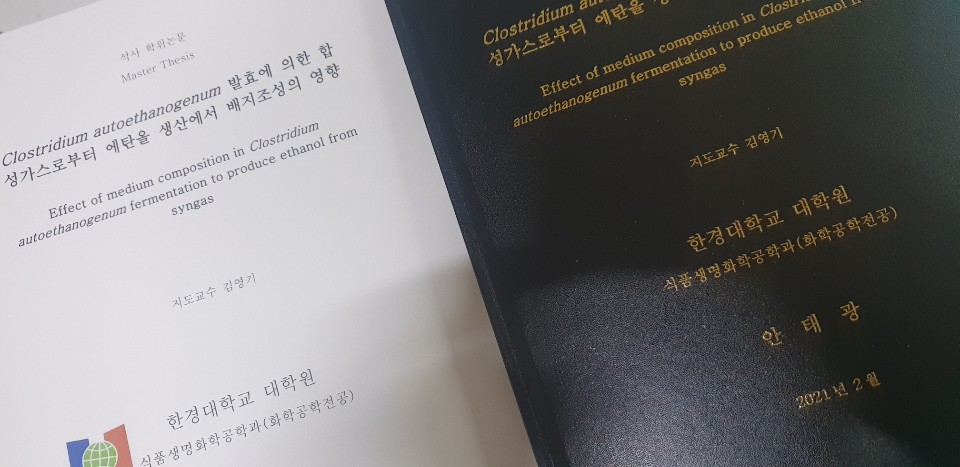 석사 학위논문
Master Thesis
Clostridium autoethanogenum 발효에 의한 합
성가스로부터 에탄올 생산에서 배지조성의 영향
Effect of medium composition in Clostridium
autoethanogenum fermentation to produce ethanol from
syngas
지도교수 김영기
한경대학교 대학원
식품생명화학공학과(화학공학전공)
Clostridium
성가스로부터 에탄올
Effect of medium composition in
autoethanogenum fermentation to produce ethanol
syngas
지도교수 김영기
한경대학교 대학원
식품생명화학공학과(화학공학전공)
안 태 광
2021년 2월